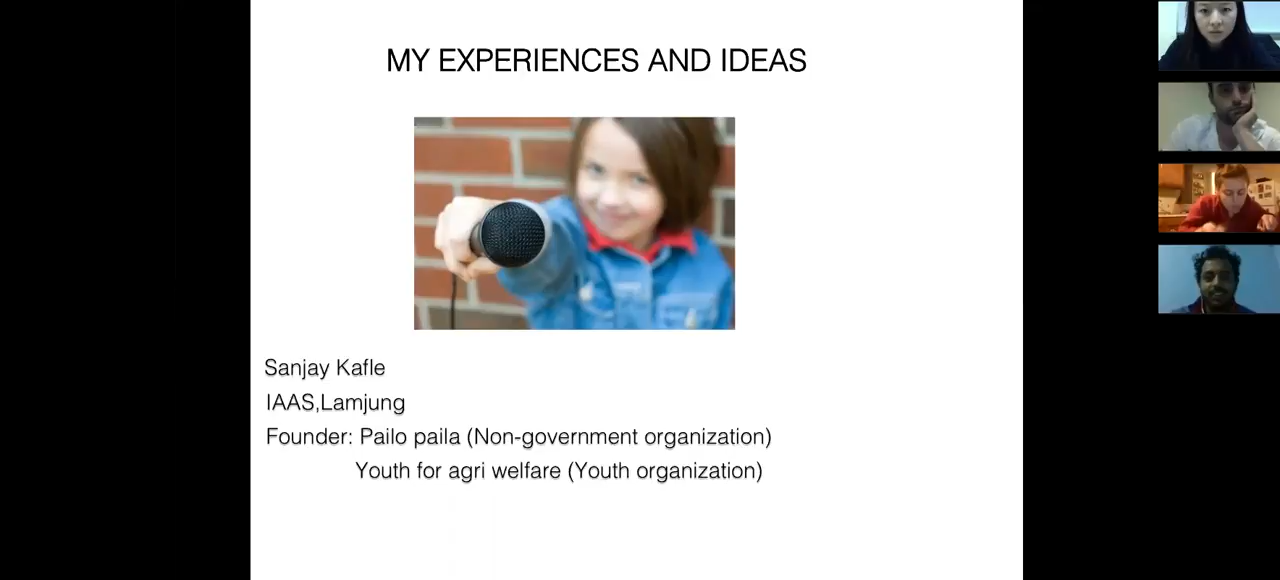 MY EXPERIENCES AND IDEAS
Sanjay Kafle
IAAS,Lamjung
Founder: Pailo paila (Non-government organization)
Youth for agri welfare (Youth organization)